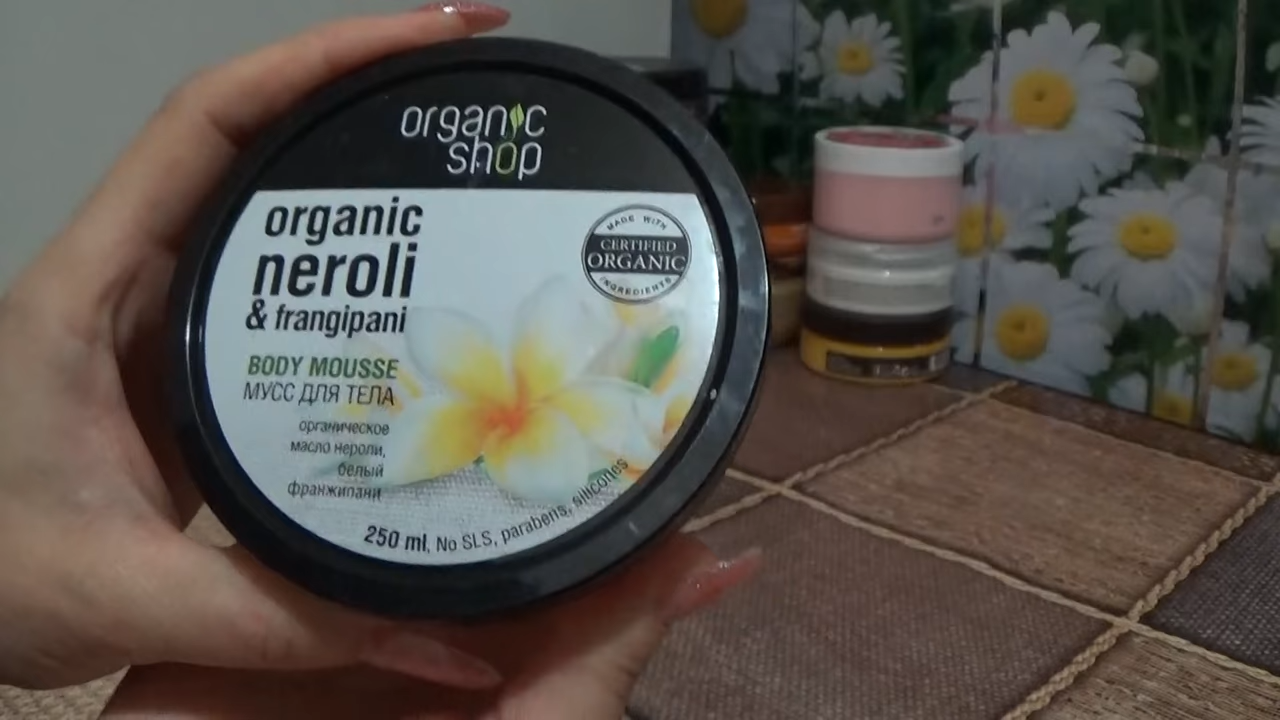 organic
shop
organic
neroli
& frangipani
BODY MOUSSE
МУСС ДЛЯ ТЕЛА
органическое
масло нероли,
белый
франжипани
250 ml, No SLS, parabens, silicones
MADE WITH
CERTIFIED
ORGANIC
INGREDIENTS